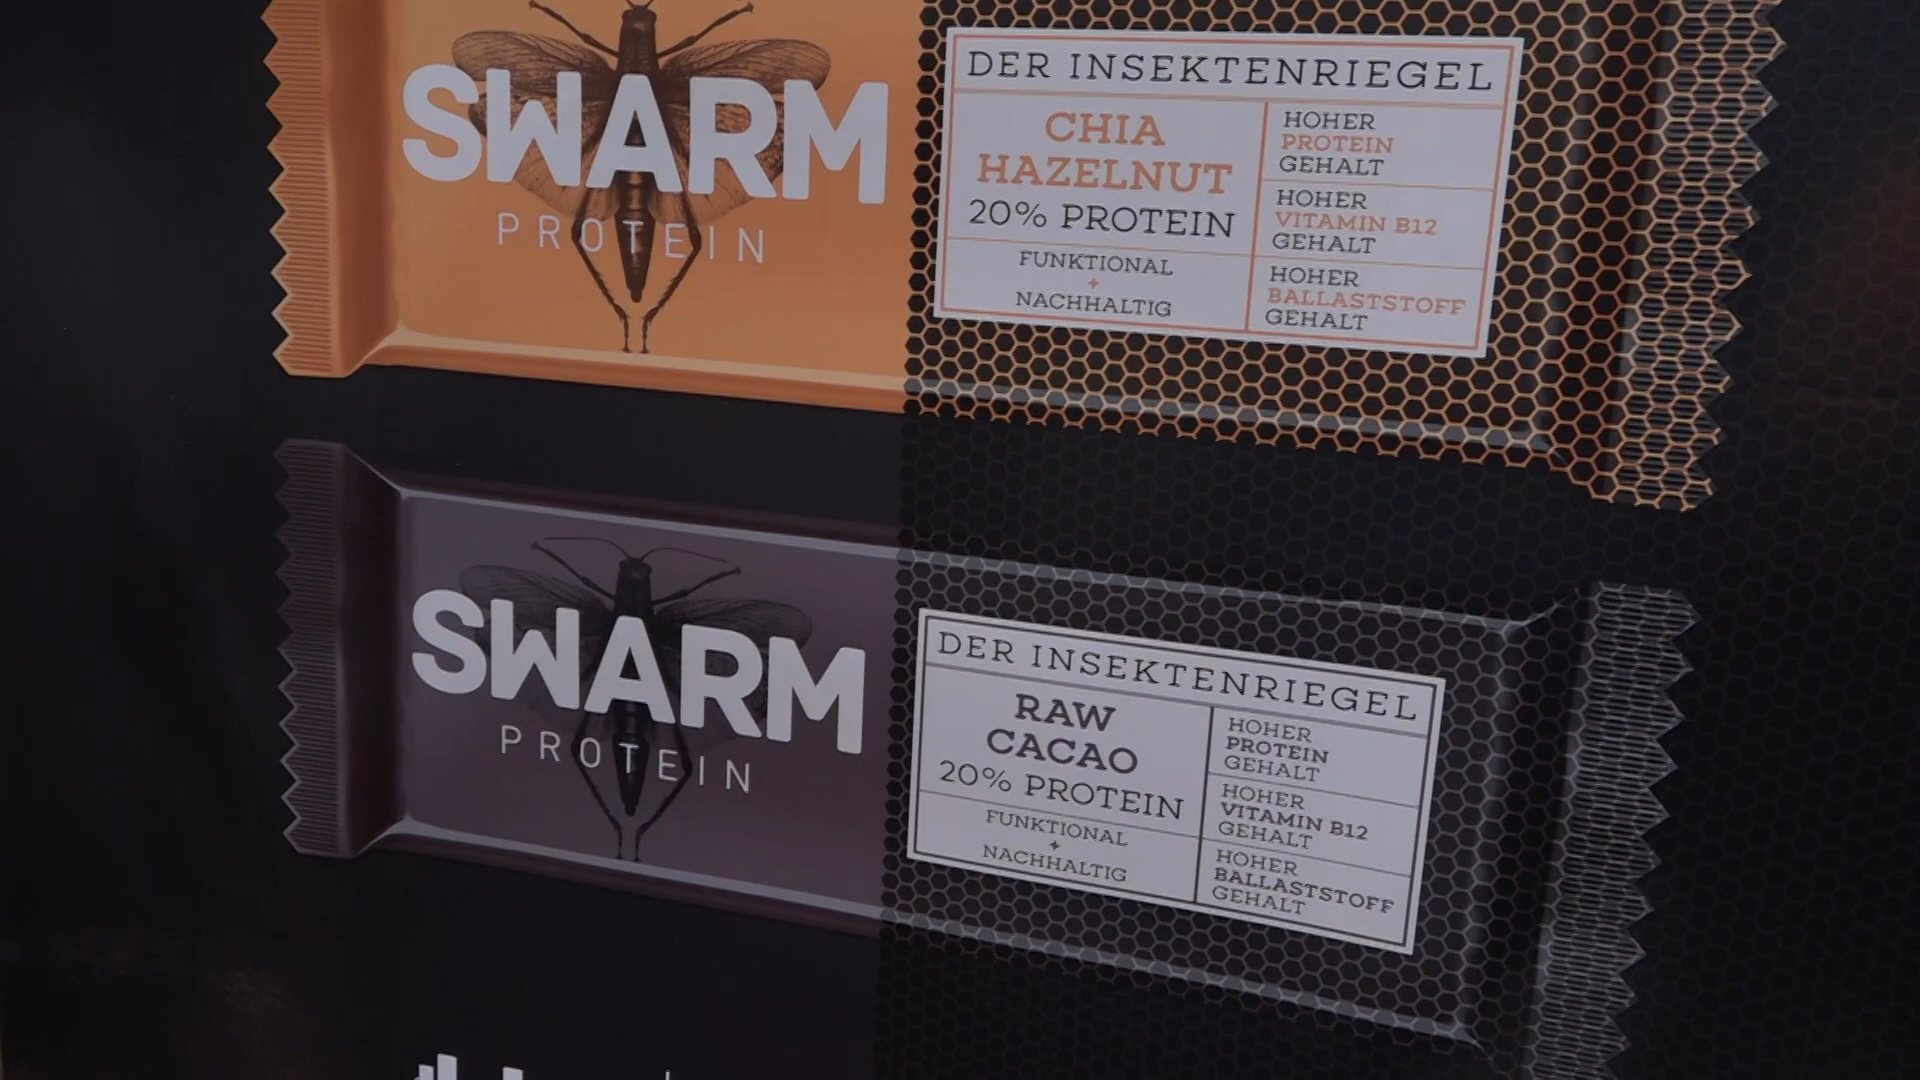 SWARM
PROTEIN
DER INSEKTENRIEGEL
CHIA
HAZELNUT
20% PROTEIN
FUNKTIONAL
+
NACHHALTIG
HOHER
PROTEIN
GEHALT
HOHER
VITAMIN B12
GEHALT
HOHER
BALLASTSTOFF
GEHALT
SWARM
PROTEIN
DER INSEKTENRIEGEL
RAW
CACAO
20% PROTEIN
FUNKTIONAL
+
NACHHALTIG
HOHER
PROTEIN
GEHALT
HOHER
VITAMIN B12
GEHALT
HOHER
BALLASTSTOFF
GEHALT